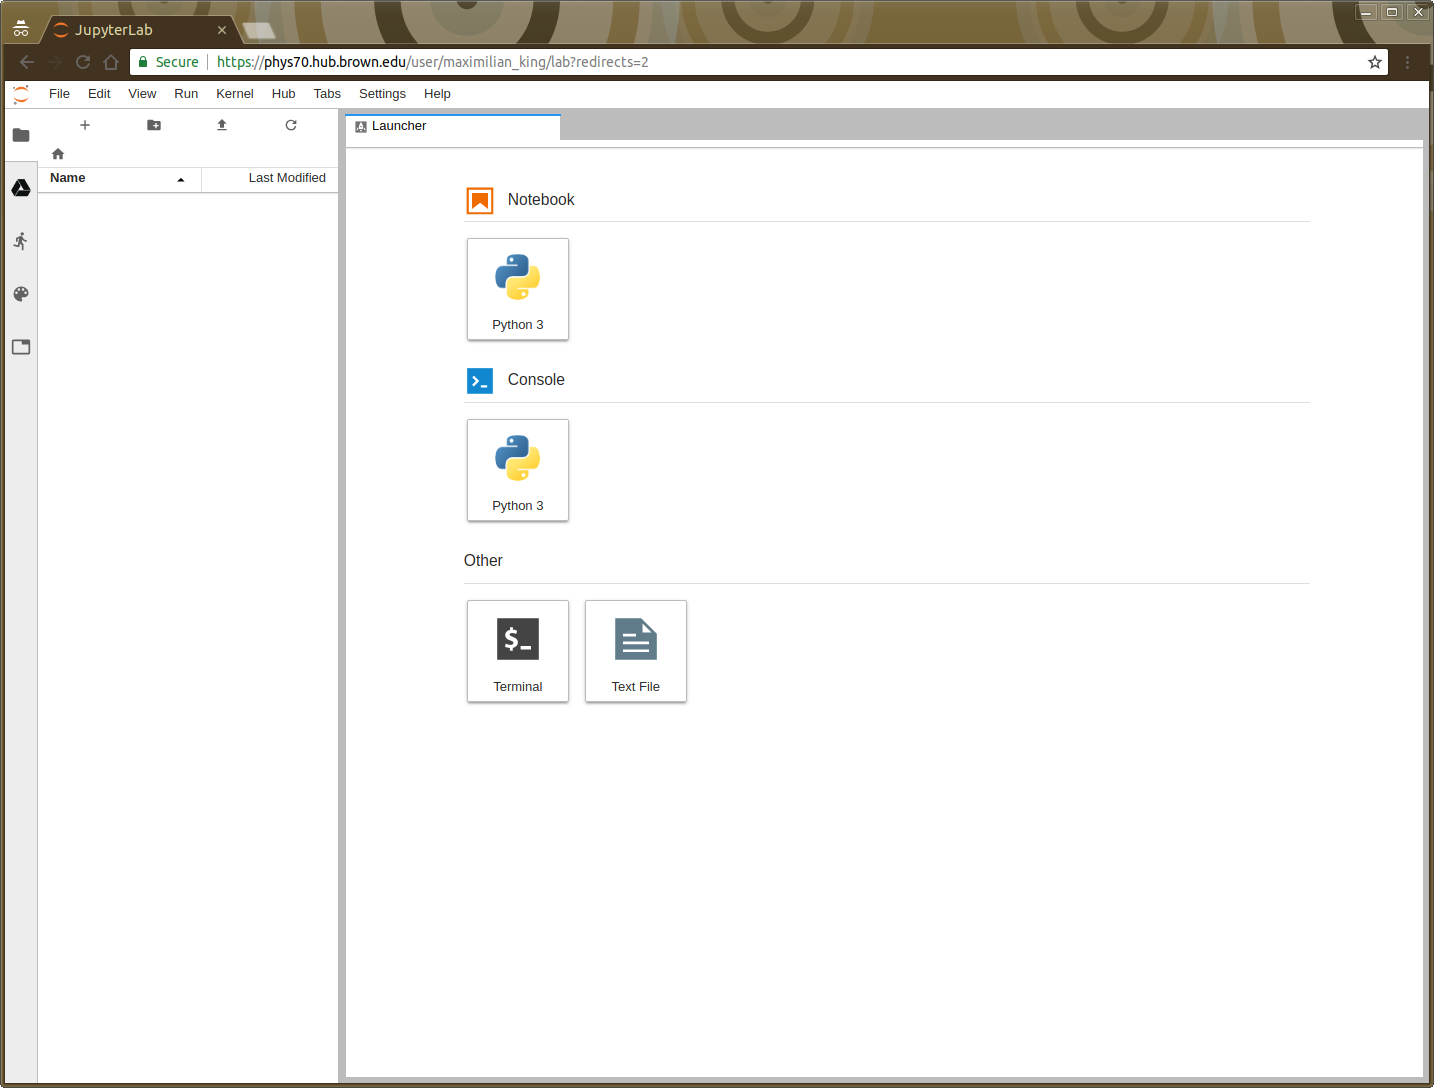 JupyterLab
Secure https://phys70.hub.brown.edu/user/maximilian_king/lab?redirects=2
File Edit View Run Kernel Hub Tabs Settings Help
Launcher
Name Last Modified
Notebook
Python 3
Console
Python 3
Other
$_
Terminal Text File